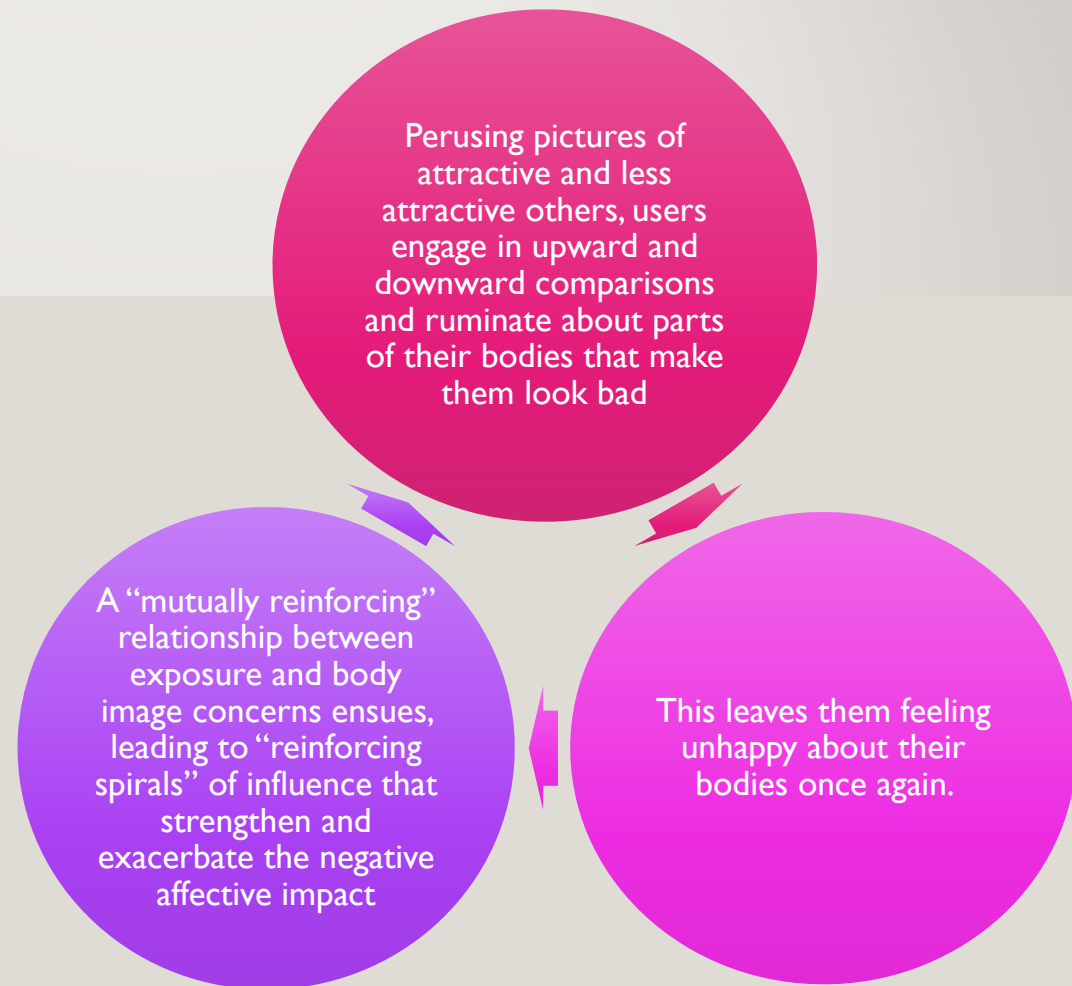 Perusing pictures of
attractive and less
attractive others, users
engage in upward and
downward comparisons
and ruminate about parts
of their bodies that make
them look bad
This leaves them feeling
unhappy about their
bodies once again.
A “mutually reinforcing”
relationship between
exposure and body
image concerns ensues,
leading to “reinforcing
spirals” of influence that
strengthen and
exacerbate the negative
affective impact